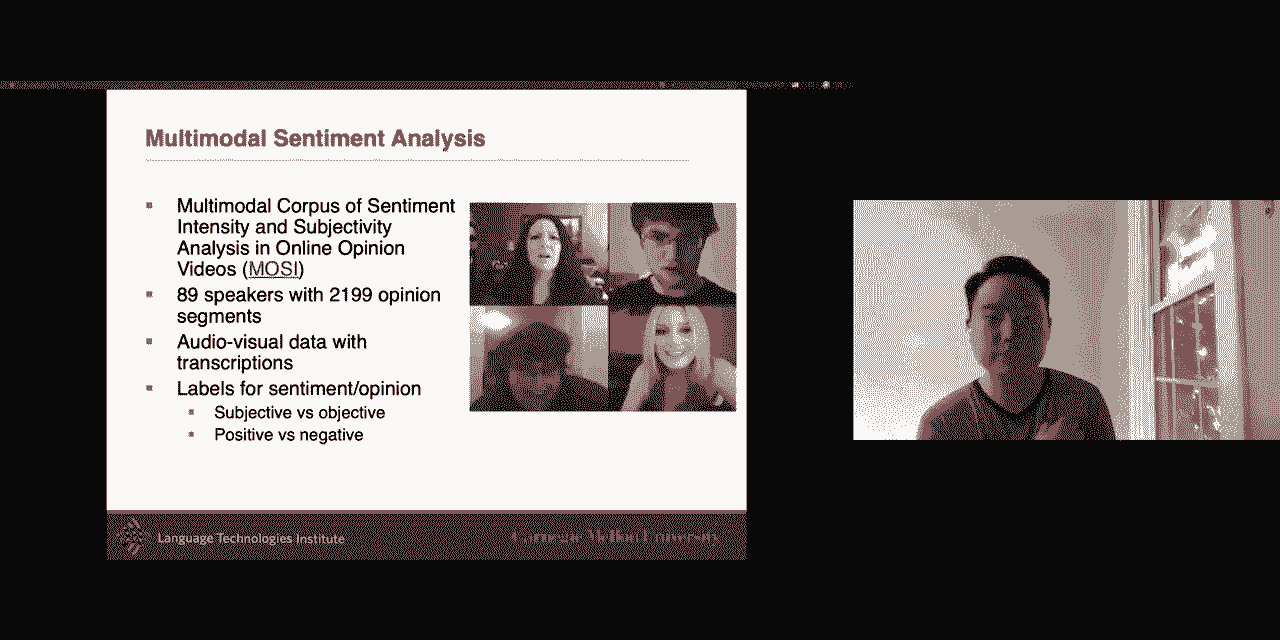 Multimodal Sentiment Analysis
Multimodal Corpus of Sentiment
Intensity and Subjectivity
Analysis in Online Opinion
Videos (MOSI)
89 speakers with 2199 opinion
segments
Audio-visual data with
transcriptions
Labels for sentiment/opinion
Subjective vs objective
Positive vs negative
Language Technologies Institute
Carnegie Mellon University